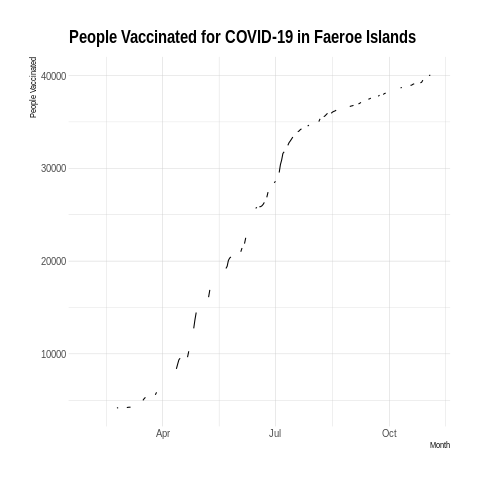 People Vaccinated for COVID-19 in Faeroe Islands
People Vaccinated
40000
30000
20000
10000
Apr Jul Oct
Month